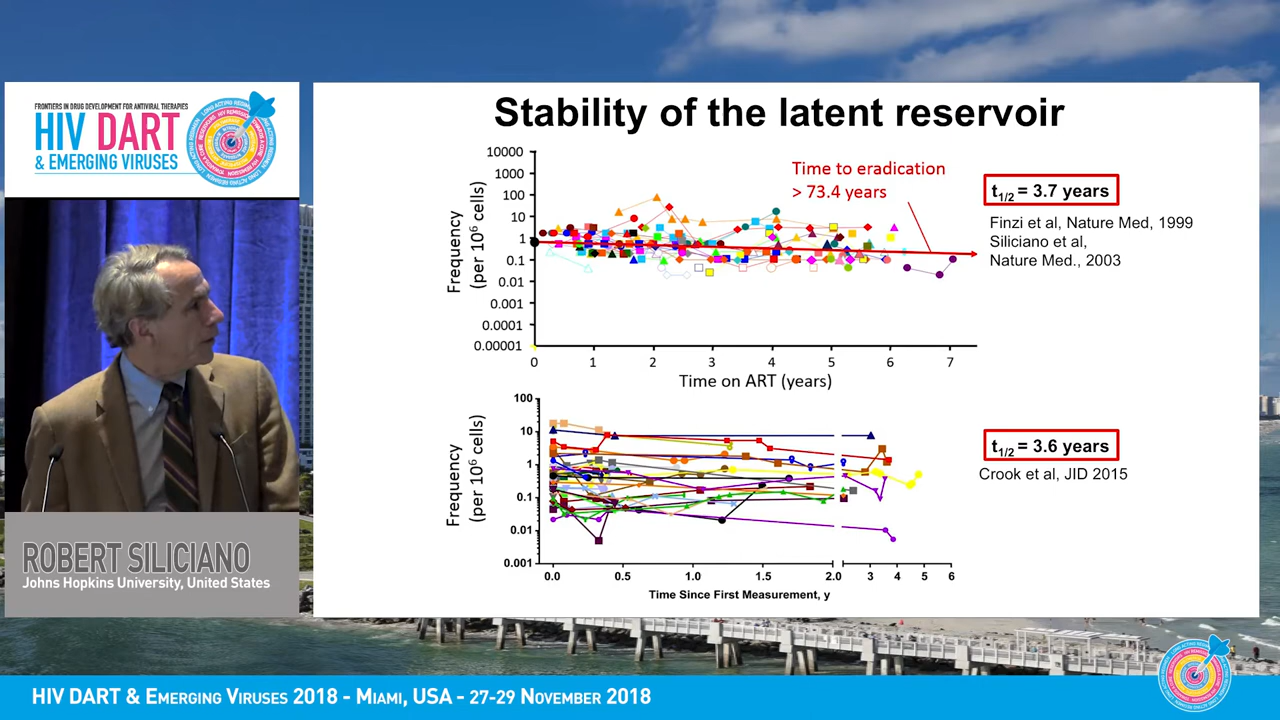 FRONTIERS IN DRUG DEVELOPMENT FOR ANTIVIRAL THERAPIES
HIV DART
& EMERGING VIRUSES
ROBERT SILICIANO
Johns Hopkins University, United States
Stability of the latent reservoir
10000
1000
100
10
1
0.1
0.01
0.001
0.0001
0.00001
Frequency
(per 10⁶ cells)
0 1 2 3 4 5 6 7
Time on ART (years)
Time to eradication
> 73.4 years
t1/2 = 3.7 years
Finzi et al, Nature Med, 1999
Siliciano et al,
Nature Med., 2003
100
10
1
0.1
0.01
0.001
Frequency
(per 10⁶ cells)
0.0 0.5 1.0 1.5 2.0 3 4 5 6
Time Since First Measurement, y
t1/2 = 3.6 years
Crook et al, JID 2015
HIV DART & EMERGING VIRUSES 2018 - MIAMI, USA - 27-29 NOVEMBER 2018